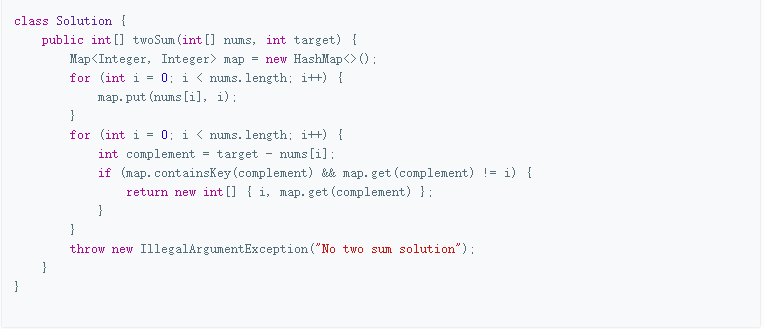 class Solution {
    public int[] twoSum(int[] nums, int target) {
        Map<Integer, Integer> map = new HashMap<>();
        for (int i = 0; i < nums.length; i++) {
            map.put(nums[i], i);
        }
        for (int i = 0; i < nums.length; i++) {
            int complement = target - nums[i];
            if (map.containsKey(complement) && map.get(complement) != i) {
                return new int[] { i, map.get(complement) };
            }
        }
        throw new IllegalArgumentException("No two sum solution");
    }
}